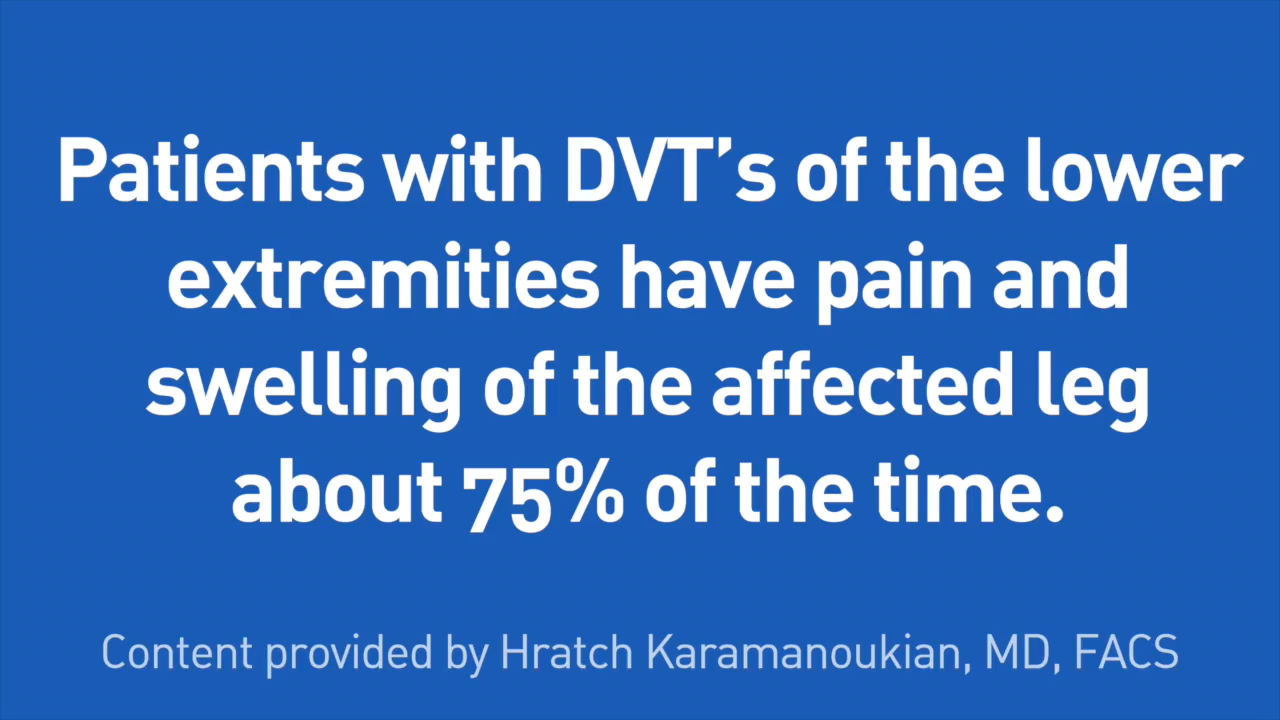 Patients with DVT’s of the lower
extremities have pain and
swelling of the affected leg
about 75% of the time.
Content provided by Hratch Karamanoukian, MD, FACS